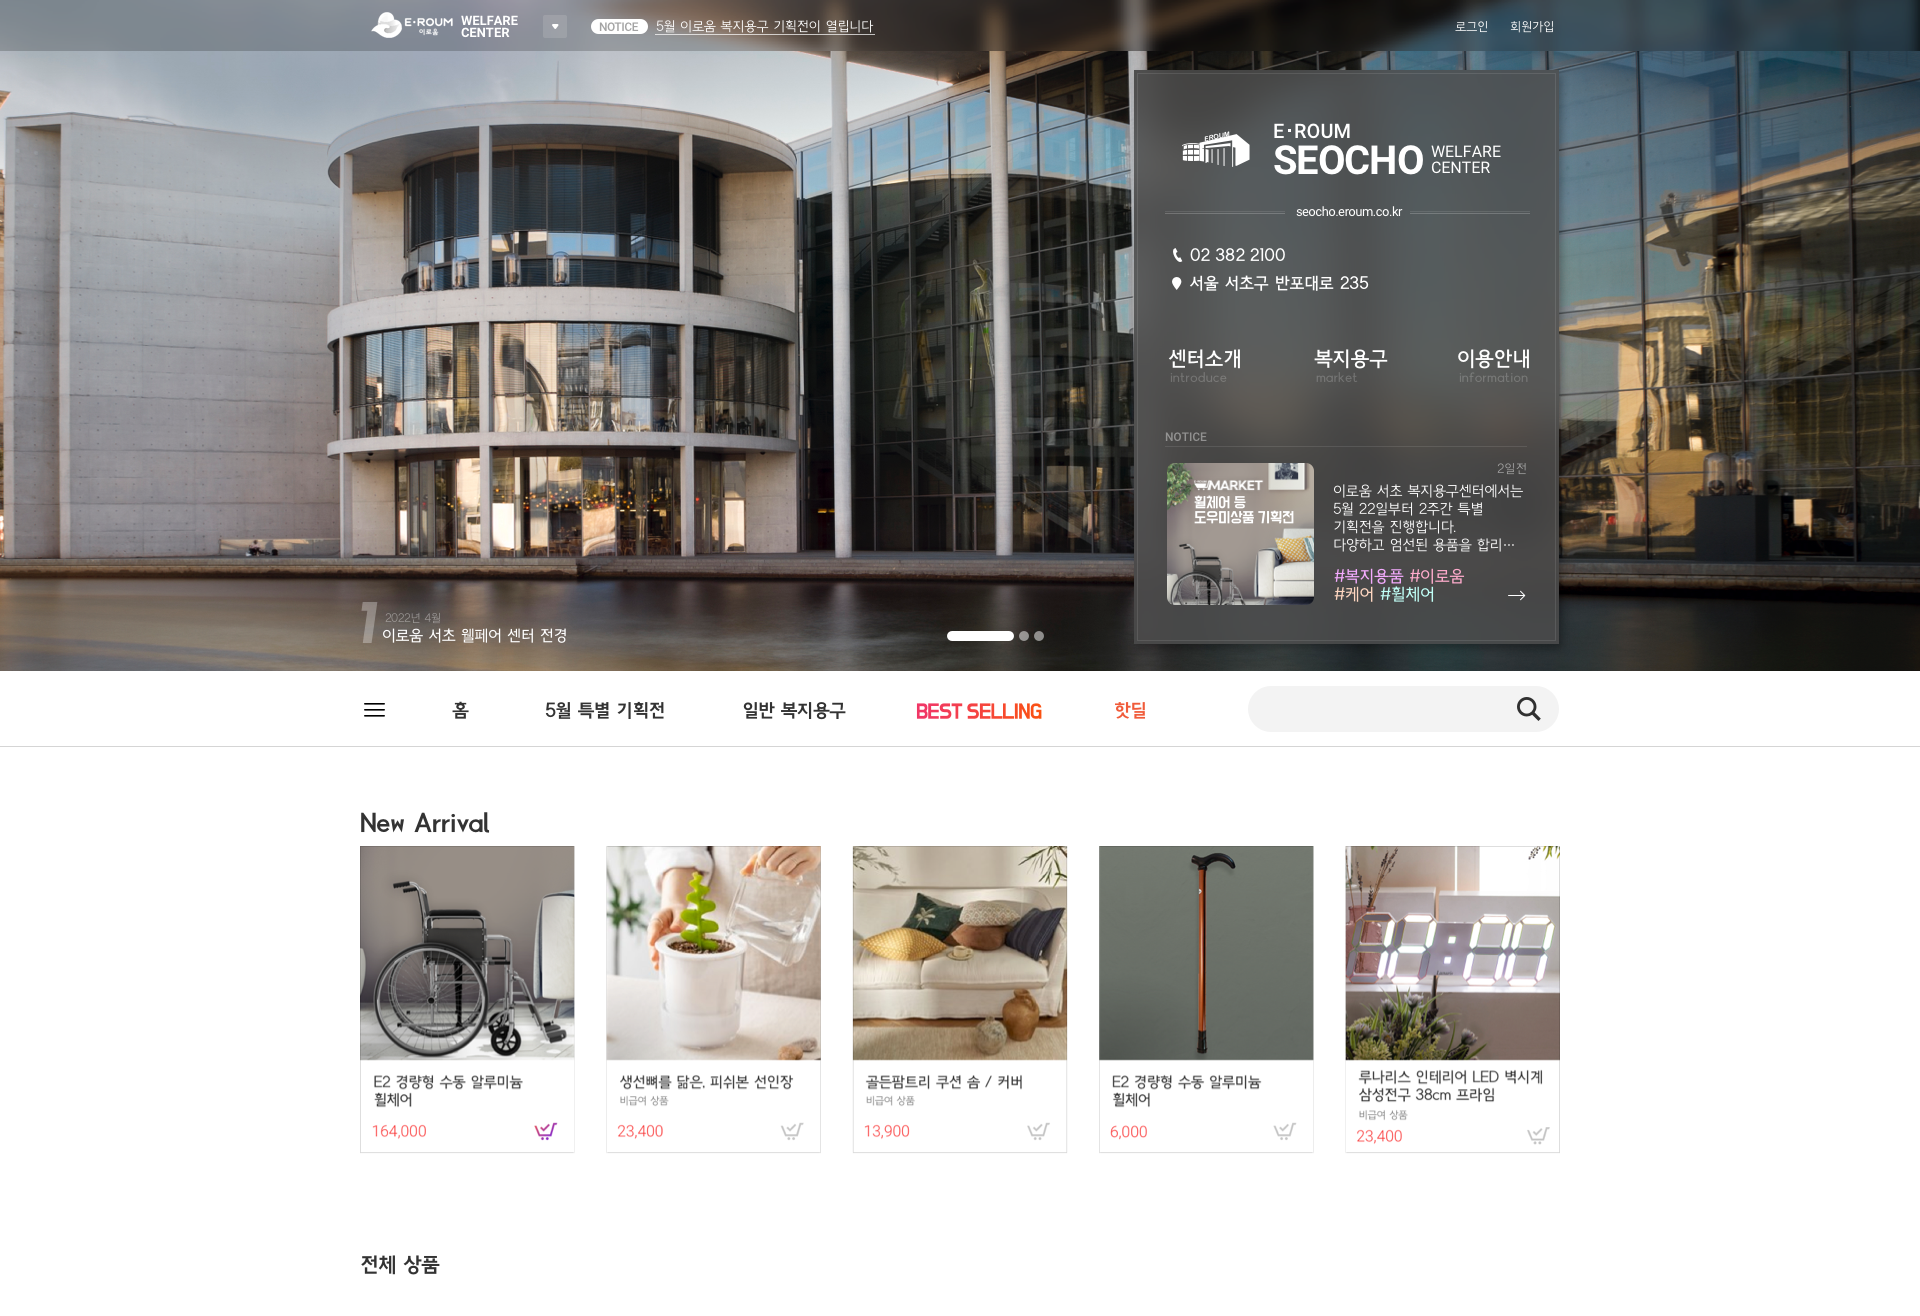 E·ROUM
이로움
WELFARE
CENTER
NOTICE
5월 이로움 복지용구 기획전이 열립니다
로그인
회원가입
EROUM
E·ROUM
SEOCHO
WELFARE
CENTER
seocho.eroum.co.kr
02 382 2100
서울 서초구 반포대로 235
센터소개
introduce
복지용구
market
이용안내
information
NOTICE
MARKET
휠체어 등
도우미상품 기획전
2일전
이로움 서초 복지용구센터에서는
5월 22일부터 2주간 특별
기획전을 진행합니다.
다양하고 엄선된 용품을 합리…
#복지용품 #이로움
#케어 #휠체어
1
2022년 4월
이로움 서초 웰페어 센터 전경
홈
5월 특별 기획전
일반 복지용구
BEST SELLING
핫딜
New Arrival
E2 경량형 수동 알루미늄
휠체어
164,000
생선뼈를 닮은, 피쉬본 선인장
비급여 상품
23,400
골든팜트리 쿠션 솜 / 커버
비급여 상품
13,900
E2 경량형 수동 알루미늄
휠체어
6,000
루나리스 인테리어 LED 벽시계
삼성전구 38cm 프라임
비급여 상품
23,400
전체 상품